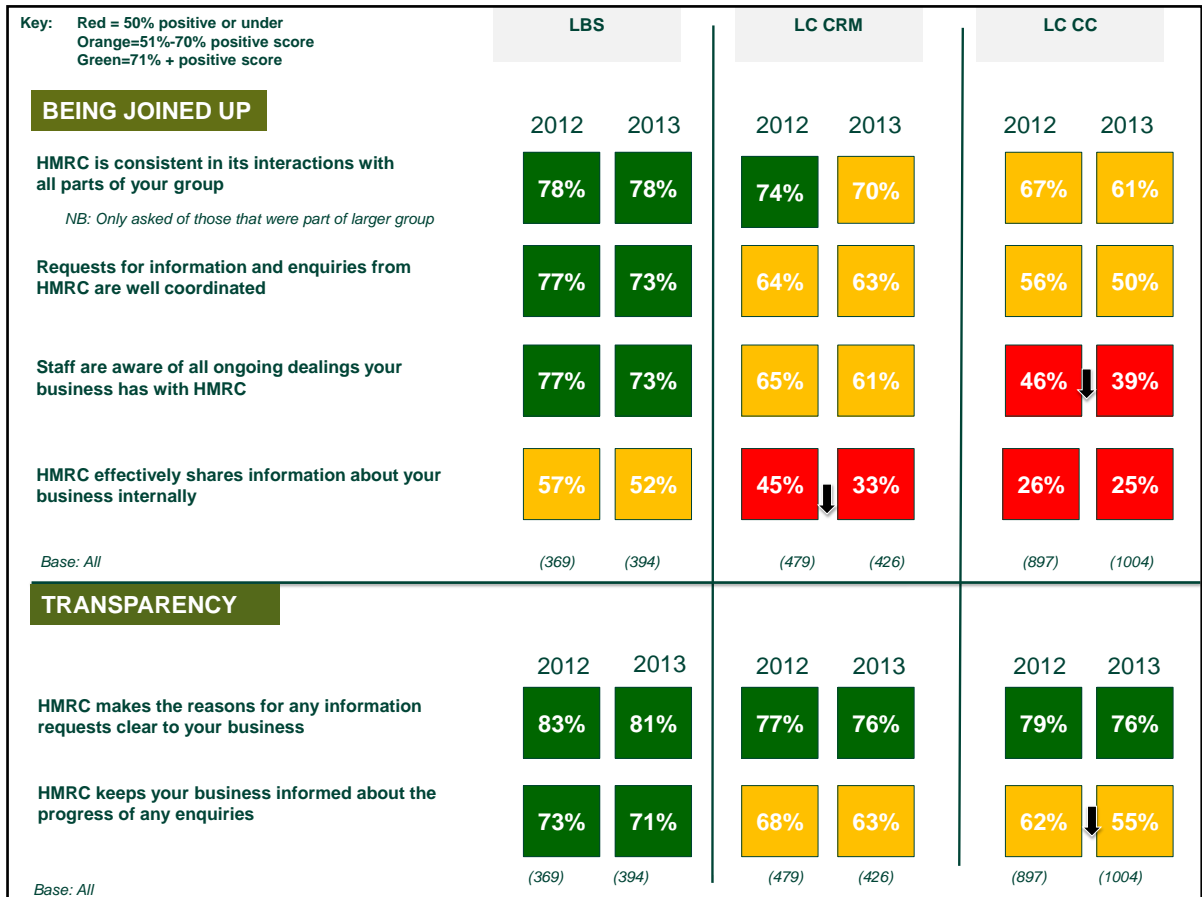 Key: Red = 50% positive or under
Orange=51%-70% positive score
Green=71% + positive score
LBS
LC CRM
LC CC
BEING JOINED UP
2012 2013 2012 2013 2012 2013
HMRC is consistent in its interactions with
all parts of your group
78% 78% 74% 70% 67% 61%
NB: Only asked of those that were part of larger group
Requests for information and enquiries from
HMRC are well coordinated
77% 73% 64% 63% 56% 50%
Staff are aware of all ongoing dealings your
business has with HMRC
77% 73% 65% 61% 46% 39%
HMRC effectively shares information about your
business internally
57% 52% 45% 33% 26% 25%
Base: All (369) (394) (479) (426) (897) (1004)
TRANSPARENCY
2012 2013 2012 2013 2012 2013
HMRC makes the reasons for any information
requests clear to your business
83% 81% 77% 76% 79% 76%
HMRC keeps your business informed about the
progress of any enquiries
73% 71% 68% 63% 62% 55%
Base: All (369) (394) (479) (426) (897) (1004)